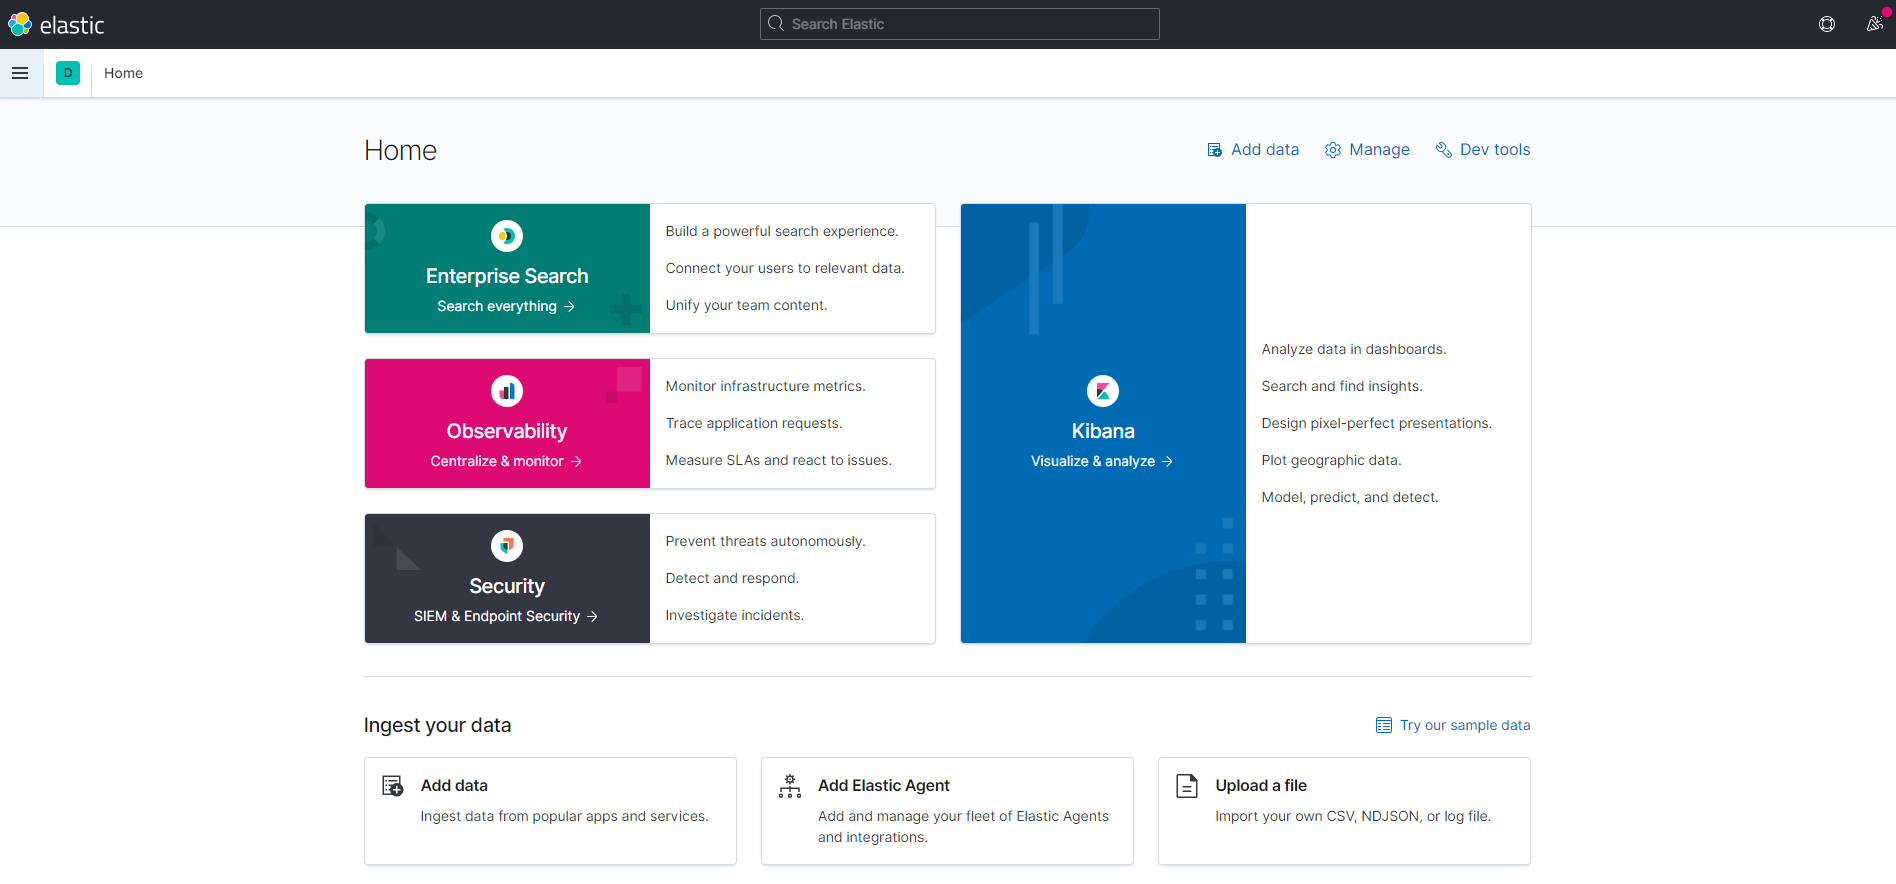 elastic
Search Elastic
D
Home
Home
Add data
Manage
Dev tools
Enterprise Search
Search everything →
Build a powerful search experience.
Connect your users to relevant data.
Unify your team content.
Observability
Centralize & monitor →
Monitor infrastructure metrics.
Trace application requests.
Measure SLAs and react to issues.
Security
SIEM & Endpoint Security →
Prevent threats autonomously.
Detect and respond.
Investigate incidents.
Kibana
Visualize & analyze →
Analyze data in dashboards.
Search and find insights.
Design pixel-perfect presentations.
Plot geographic data.
Model, predict, and detect.
Ingest your data
Try our sample data
Add data
Ingest data from popular apps and services.
Add Elastic Agent
Add and manage your fleet of Elastic Agents
and integrations.
Upload a file
Import your own CSV, NDJSON, or log file.